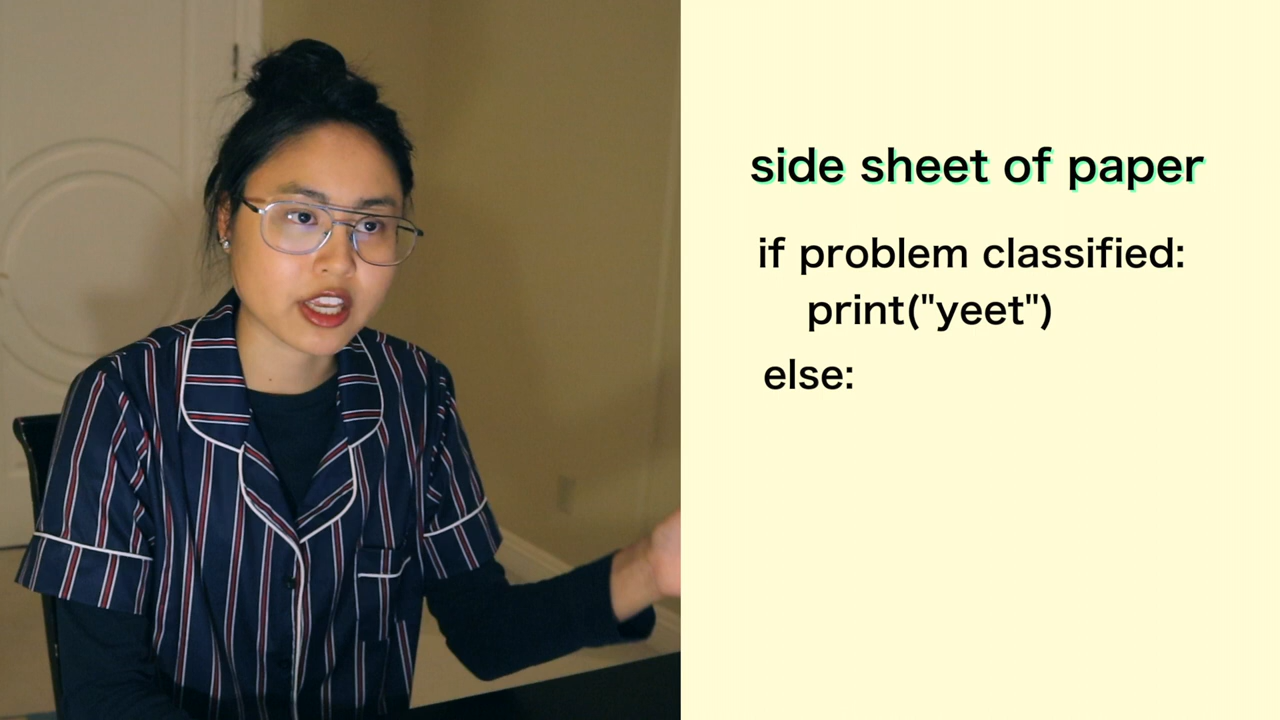 side sheet of paper
if problem classified:
print("yeet")
else: